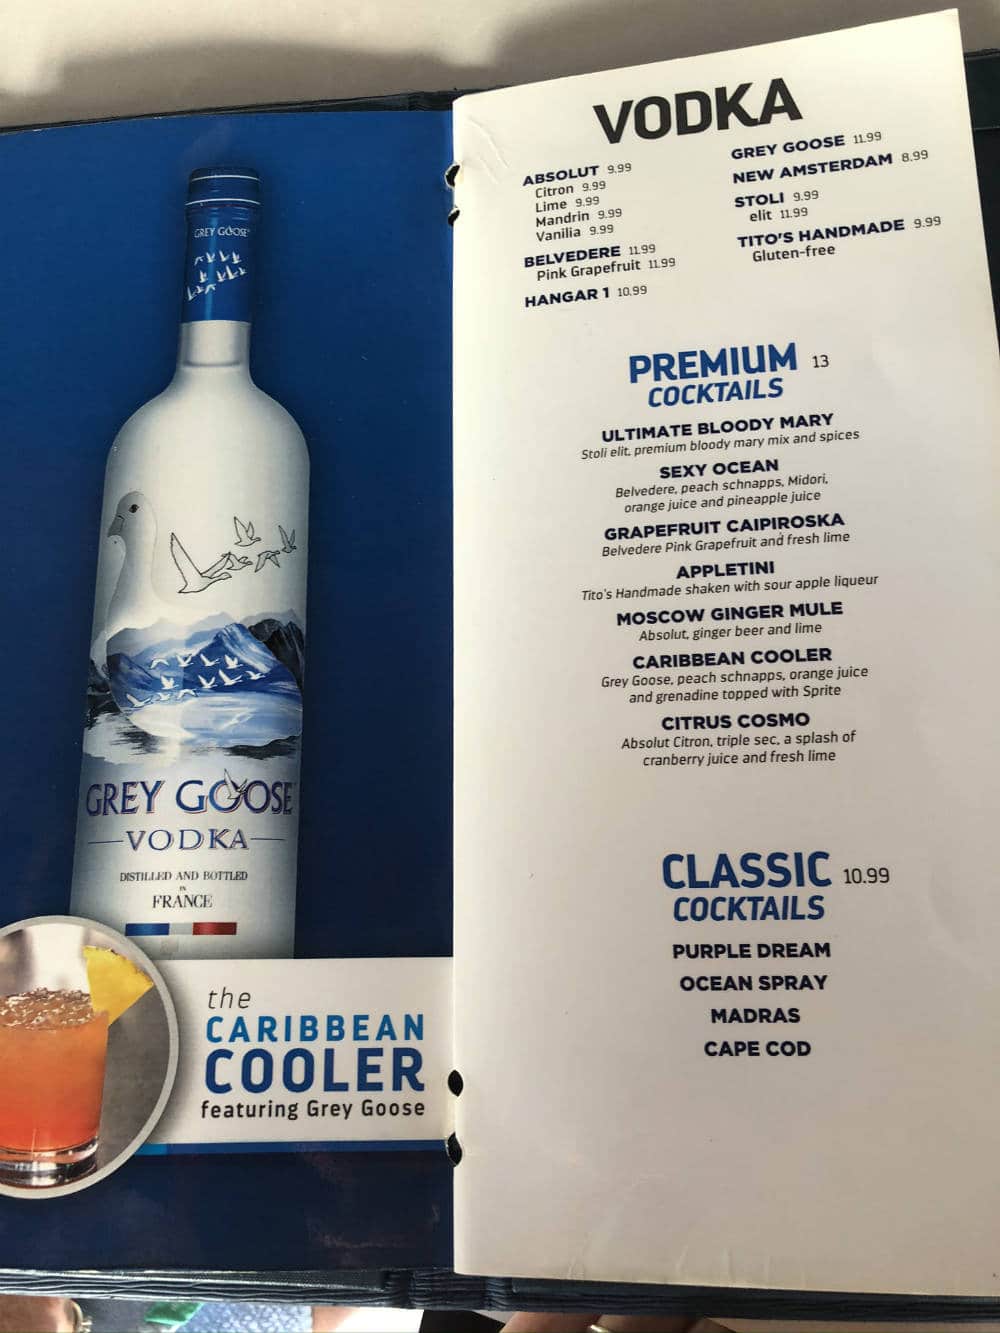 GREY GOOSE
GREY GOOSE
VODKA
DISTILLED AND BOTTLED
IN
FRANCE
the
CARIBBEAN
COOLER
featuring Grey Goose
VODKA
ABSOLUT 9.99
Citron 9.99
Lime 9.99
Mandrin 9.99
Vanilia 9.99
BELVEDERE 11.99
Pink Grapefruit 11.99
HANGAR 1 10.99
GREY GOOSE 11.99
NEW AMSTERDAM 8.99
STOLI 9.99
elit 11.99
TITO'S HANDMADE 9.99
Gluten-free
PREMIUM 13
COCKTAILS
ULTIMATE BLOODY MARY
Stoli elit, premium bloody mary mix and spices
SEXY OCEAN
Belvedere, peach schnapps, Midori,
orange juice and pineapple juice
GRAPEFRUIT CAIPIROSKA
Belvedere Pink Grapefruit and fresh lime
APPLETINI
Tito's Handmade shaken with sour apple liqueur
MOSCOW GINGER MULE
Absolut, ginger beer and lime
CARIBBEAN COOLER
Grey Goose, peach schnapps, orange juice
and grenadine topped with Sprite
CITRUS COSMO
Absolut Citron, triple sec, a splash of
cranberry juice and fresh lime
CLASSIC 10.99
COCKTAILS
PURPLE DREAM
OCEAN SPRAY
MADRAS
CAPE COD